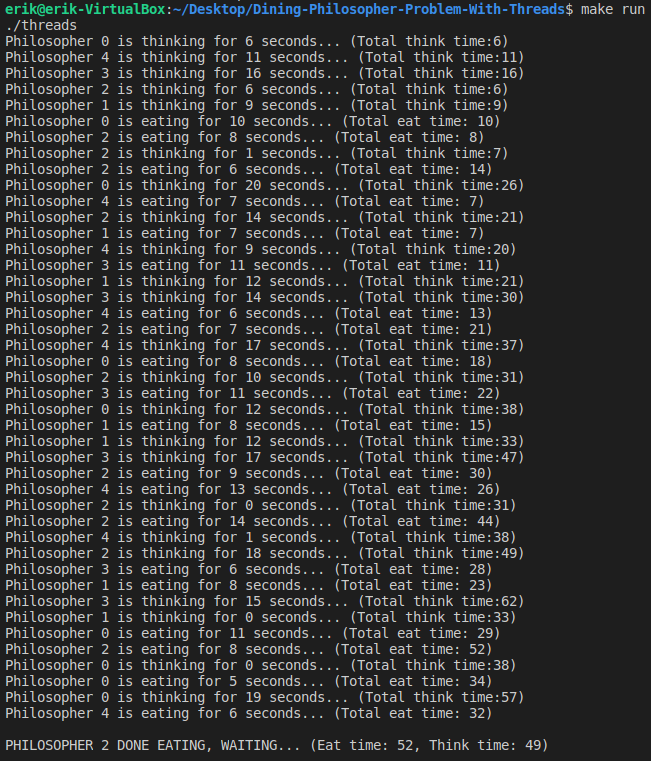 erik@erik-VirtualBox:~/Desktop/Dining-Philosopher-Problem-With-Threads$ make run
./threads
Philosopher 0 is thinking for 6 seconds... (Total think time:6)
Philosopher 4 is thinking for 11 seconds... (Total think time:11)
Philosopher 3 is thinking for 16 seconds... (Total think time:16)
Philosopher 2 is thinking for 6 seconds... (Total think time:6)
Philosopher 1 is thinking for 9 seconds... (Total think time:9)
Philosopher 0 is eating for 10 seconds... (Total eat time: 10)
Philosopher 2 is eating for 8 seconds... (Total eat time: 8)
Philosopher 2 is thinking for 1 seconds... (Total think time:7)
Philosopher 2 is eating for 6 seconds... (Total eat time: 14)
Philosopher 0 is thinking for 20 seconds... (Total think time:26)
Philosopher 4 is eating for 7 seconds... (Total eat time: 7)
Philosopher 2 is thinking for 14 seconds... (Total think time:21)
Philosopher 1 is eating for 7 seconds... (Total eat time: 7)
Philosopher 4 is thinking for 9 seconds... (Total think time:20)
Philosopher 3 is eating for 11 seconds... (Total eat time: 11)
Philosopher 1 is thinking for 12 seconds... (Total think time:21)
Philosopher 3 is thinking for 14 seconds... (Total think time:30)
Philosopher 4 is eating for 6 seconds... (Total eat time: 13)
Philosopher 2 is eating for 7 seconds... (Total eat time: 21)
Philosopher 4 is thinking for 17 seconds... (Total think time:37)
Philosopher 0 is eating for 8 seconds... (Total eat time: 18)
Philosopher 2 is thinking for 10 seconds... (Total think time:31)
Philosopher 3 is eating for 11 seconds... (Total eat time: 22)
Philosopher 0 is thinking for 12 seconds... (Total think time:38)
Philosopher 1 is eating for 8 seconds... (Total eat time: 15)
Philosopher 1 is thinking for 12 seconds... (Total think time:33)
Philosopher 3 is thinking for 17 seconds... (Total think time:47)
Philosopher 2 is eating for 9 seconds... (Total eat time: 30)
Philosopher 4 is eating for 13 seconds... (Total eat time: 26)
Philosopher 2 is thinking for 0 seconds... (Total think time:31)
Philosopher 2 is eating for 14 seconds... (Total eat time: 44)
Philosopher 4 is thinking for 1 seconds... (Total think time:38)
Philosopher 2 is thinking for 18 seconds... (Total think time:49)
Philosopher 3 is eating for 6 seconds... (Total eat time: 28)
Philosopher 1 is eating for 8 seconds... (Total eat time: 23)
Philosopher 3 is thinking for 15 seconds... (Total think time:62)
Philosopher 1 is thinking for 0 seconds... (Total think time:33)
Philosopher 0 is eating for 11 seconds... (Total eat time: 29)
Philosopher 2 is eating for 8 seconds... (Total eat time: 52)
Philosopher 0 is thinking for 0 seconds... (Total think time:38)
Philosopher 0 is eating for 5 seconds... (Total eat time: 34)
Philosopher 0 is thinking for 19 seconds... (Total think time:57)
Philosopher 4 is eating for 6 seconds... (Total eat time: 32)
PHILOSOPHER 2 DONE EATING, WAITING... (Eat time: 52, Think time: 49)